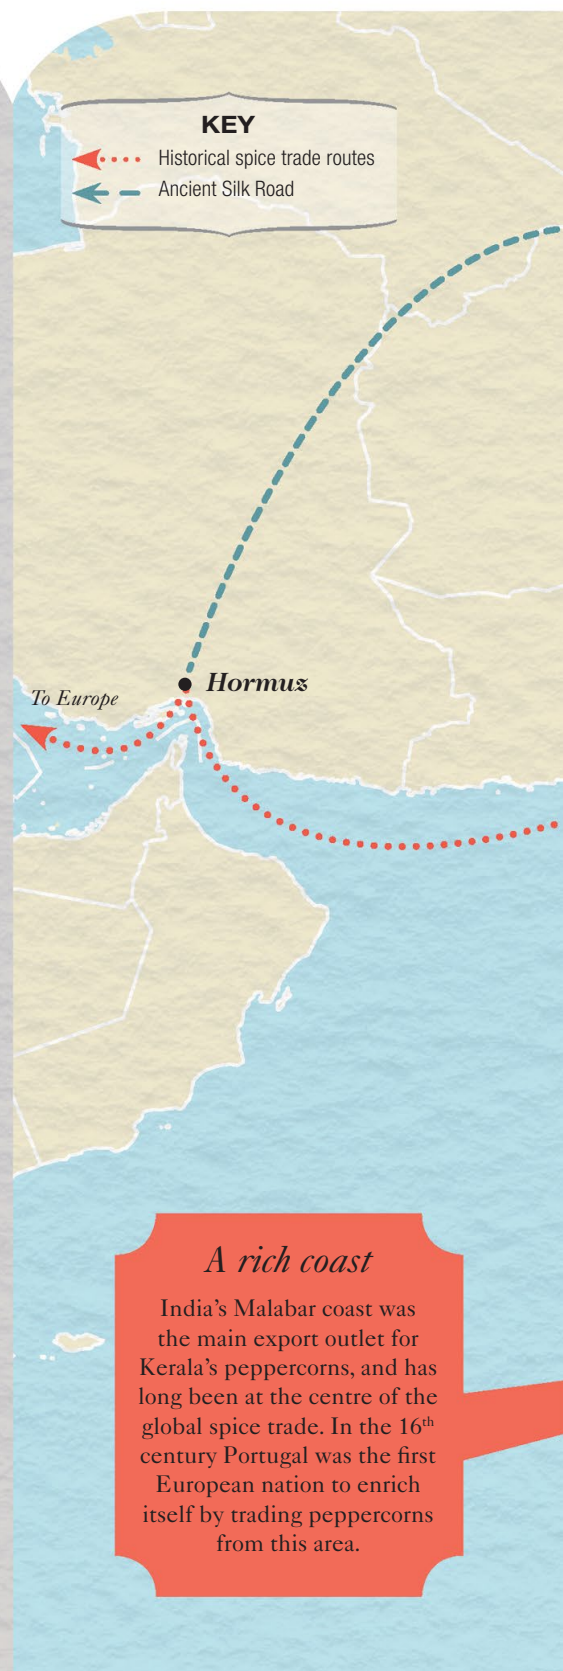 KEY
Historical spice trade routes
Ancient Silk Road
To Europe
Hormuz
A rich coast
India’s Malabar coast was
the main export outlet for
Kerala’s peppercorns, and has
long been at the centre of the
global spice trade. In the 16th
century Portugal was the first
European nation to enrich
itself by trading peppercorns
from this area.